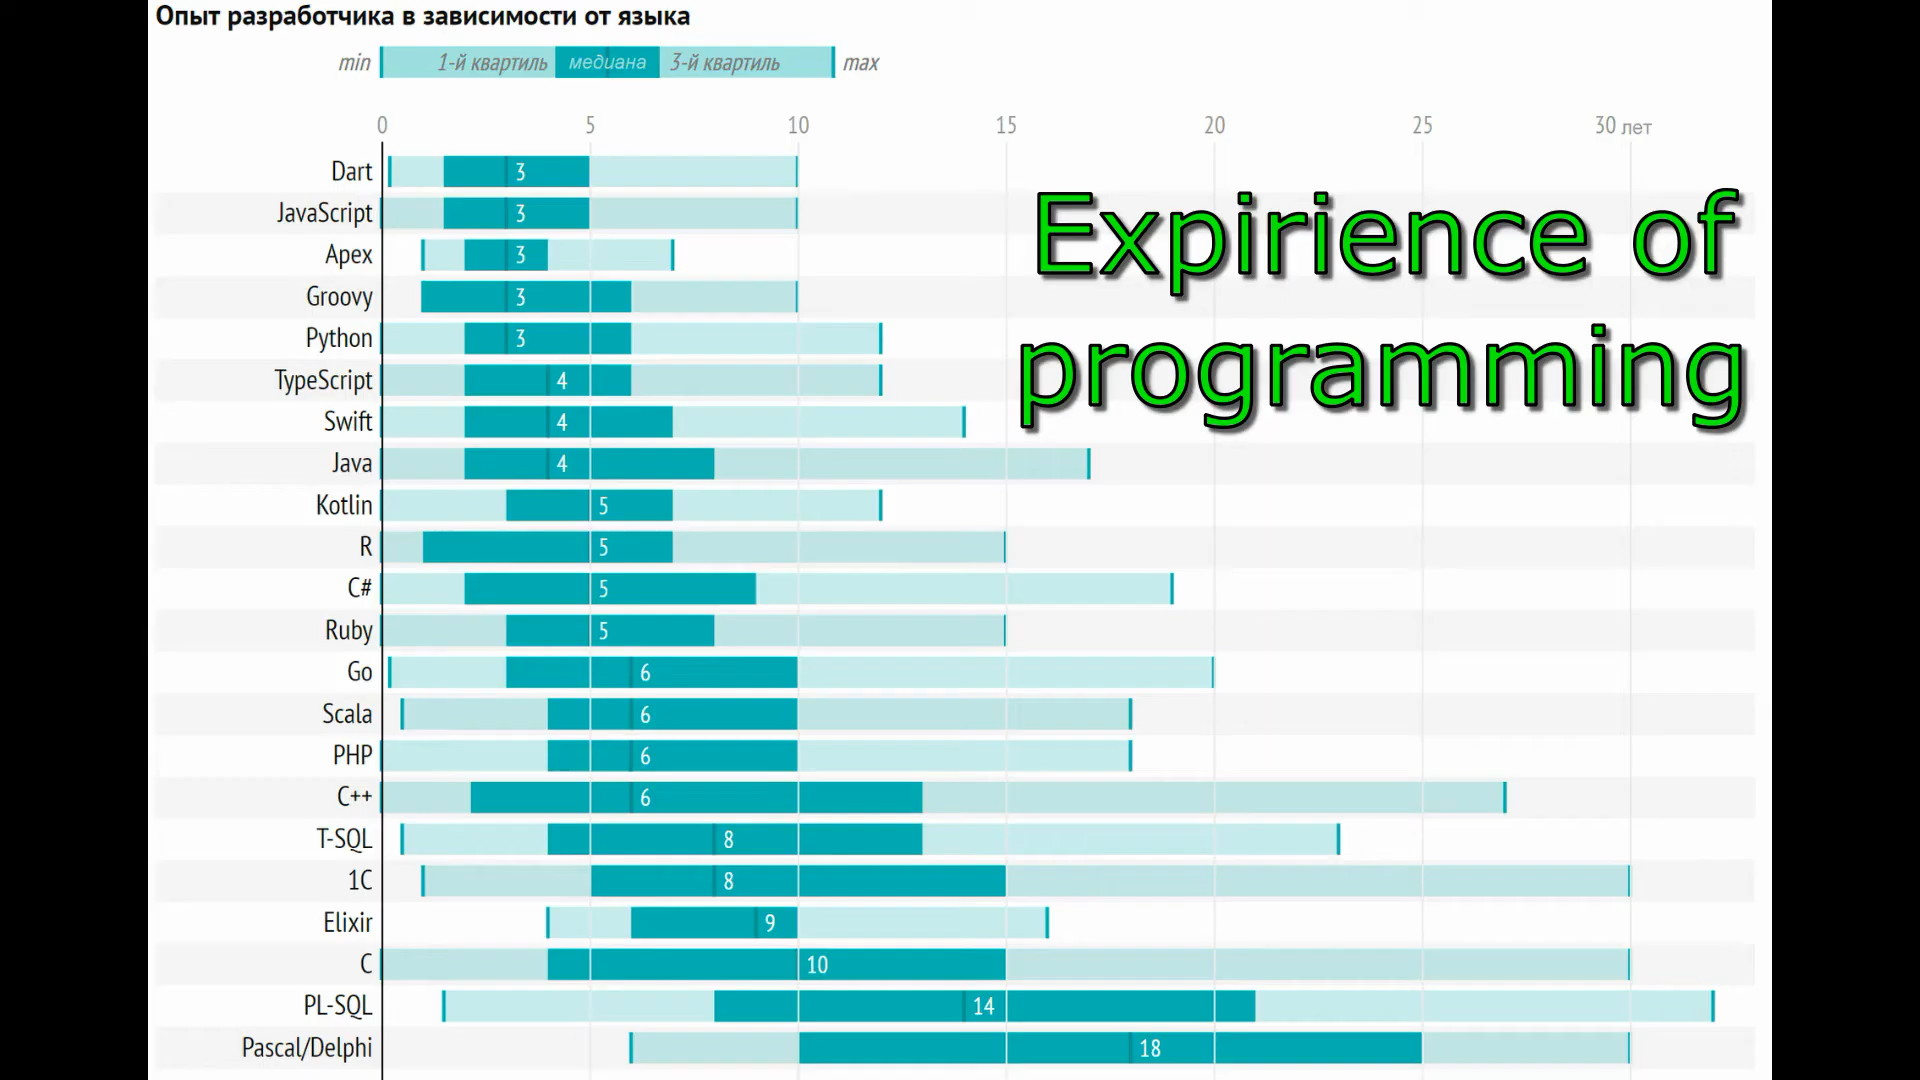 Опыт разработчика в зависимости от языка
min 1-й квартиль медиана 3-й квартиль max
0 5 10 15 20 25 30 лет
Dart 3
JavaScript 3
Apex 3
Groovy 3
Python 3
TypeScript 4
Swift 4
Java 4
Kotlin 5
R 5
C# 5
Ruby 5
Go 6
Scala 6
PHP 6
C++ 6
T-SQL 8
1C 8
Elixir 9
C 10
PL-SQL 14
Pascal/Delphi 18
Expirience of
programming